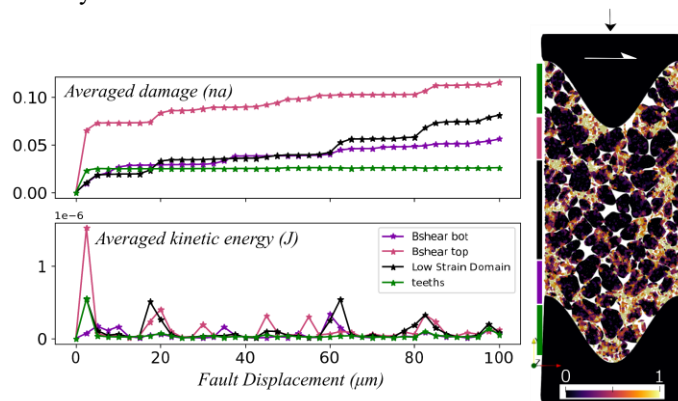 Averaged damage (na)
0.10
0.05
0.00
1e-6
Averaged kinetic energy (J)
1
0
Bshear bot
Bshear top
Low Strain Domain
teeths
0
20
40
60
80
100
Fault Displacement (μm)
0
1